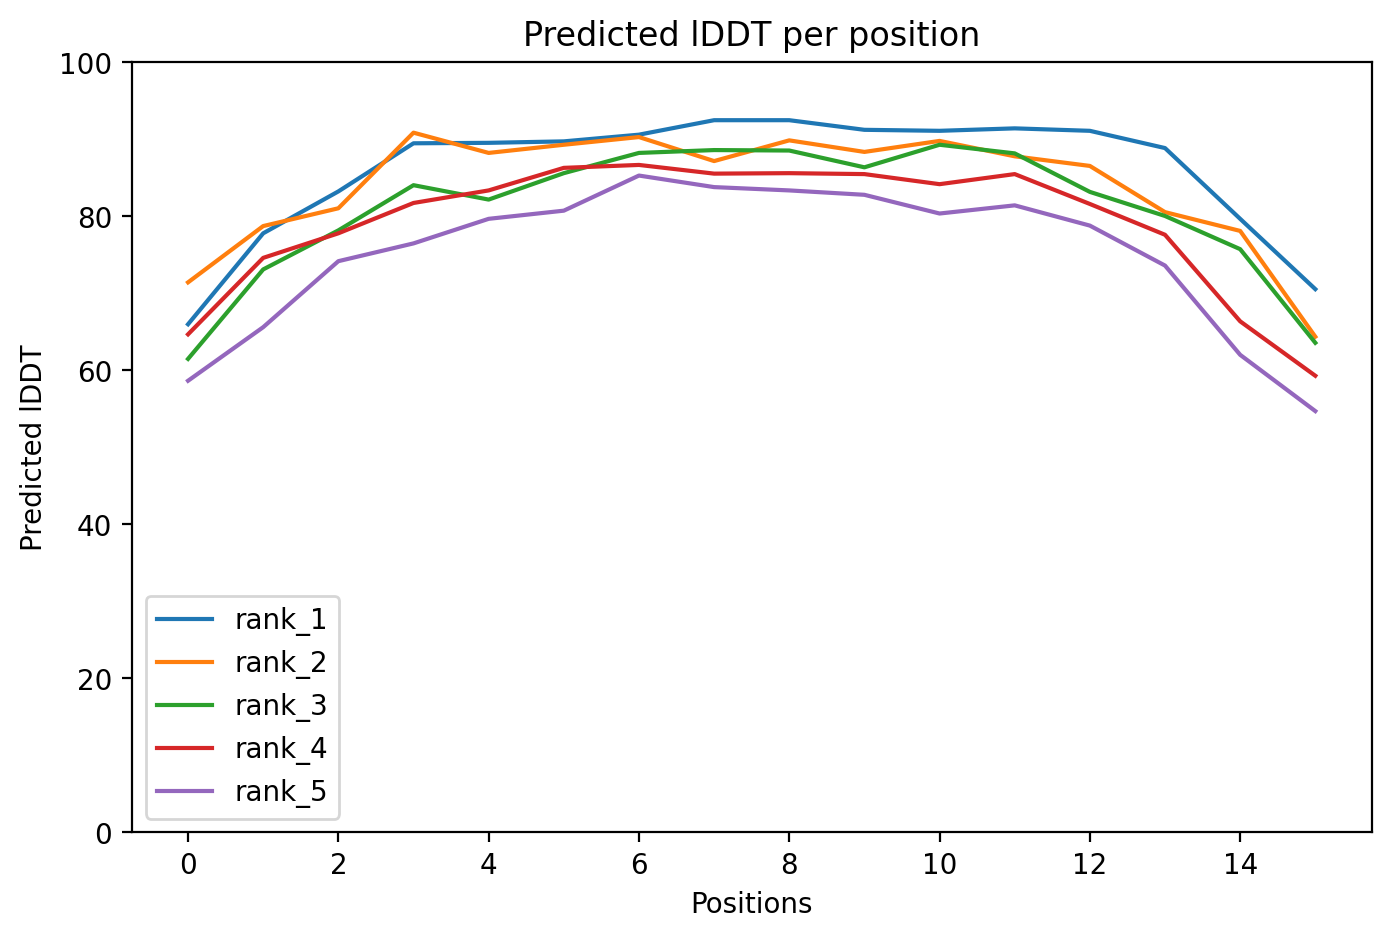 Predicted lDDT per position
Predicted lDDT
100
80
60
40
20
0
rank_1
rank_2
rank_3
rank_4
rank_5
0 2 4 6 8 10 12 14
Positions